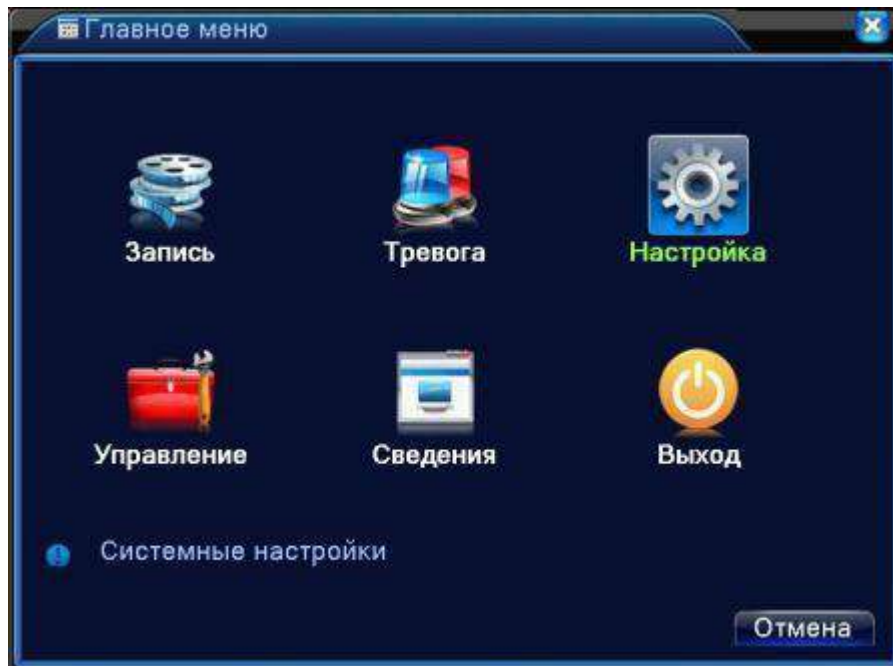 Главное меню
Запись Тревога Настройка
Управление Сведения Выход
Системные настройки
Отмена